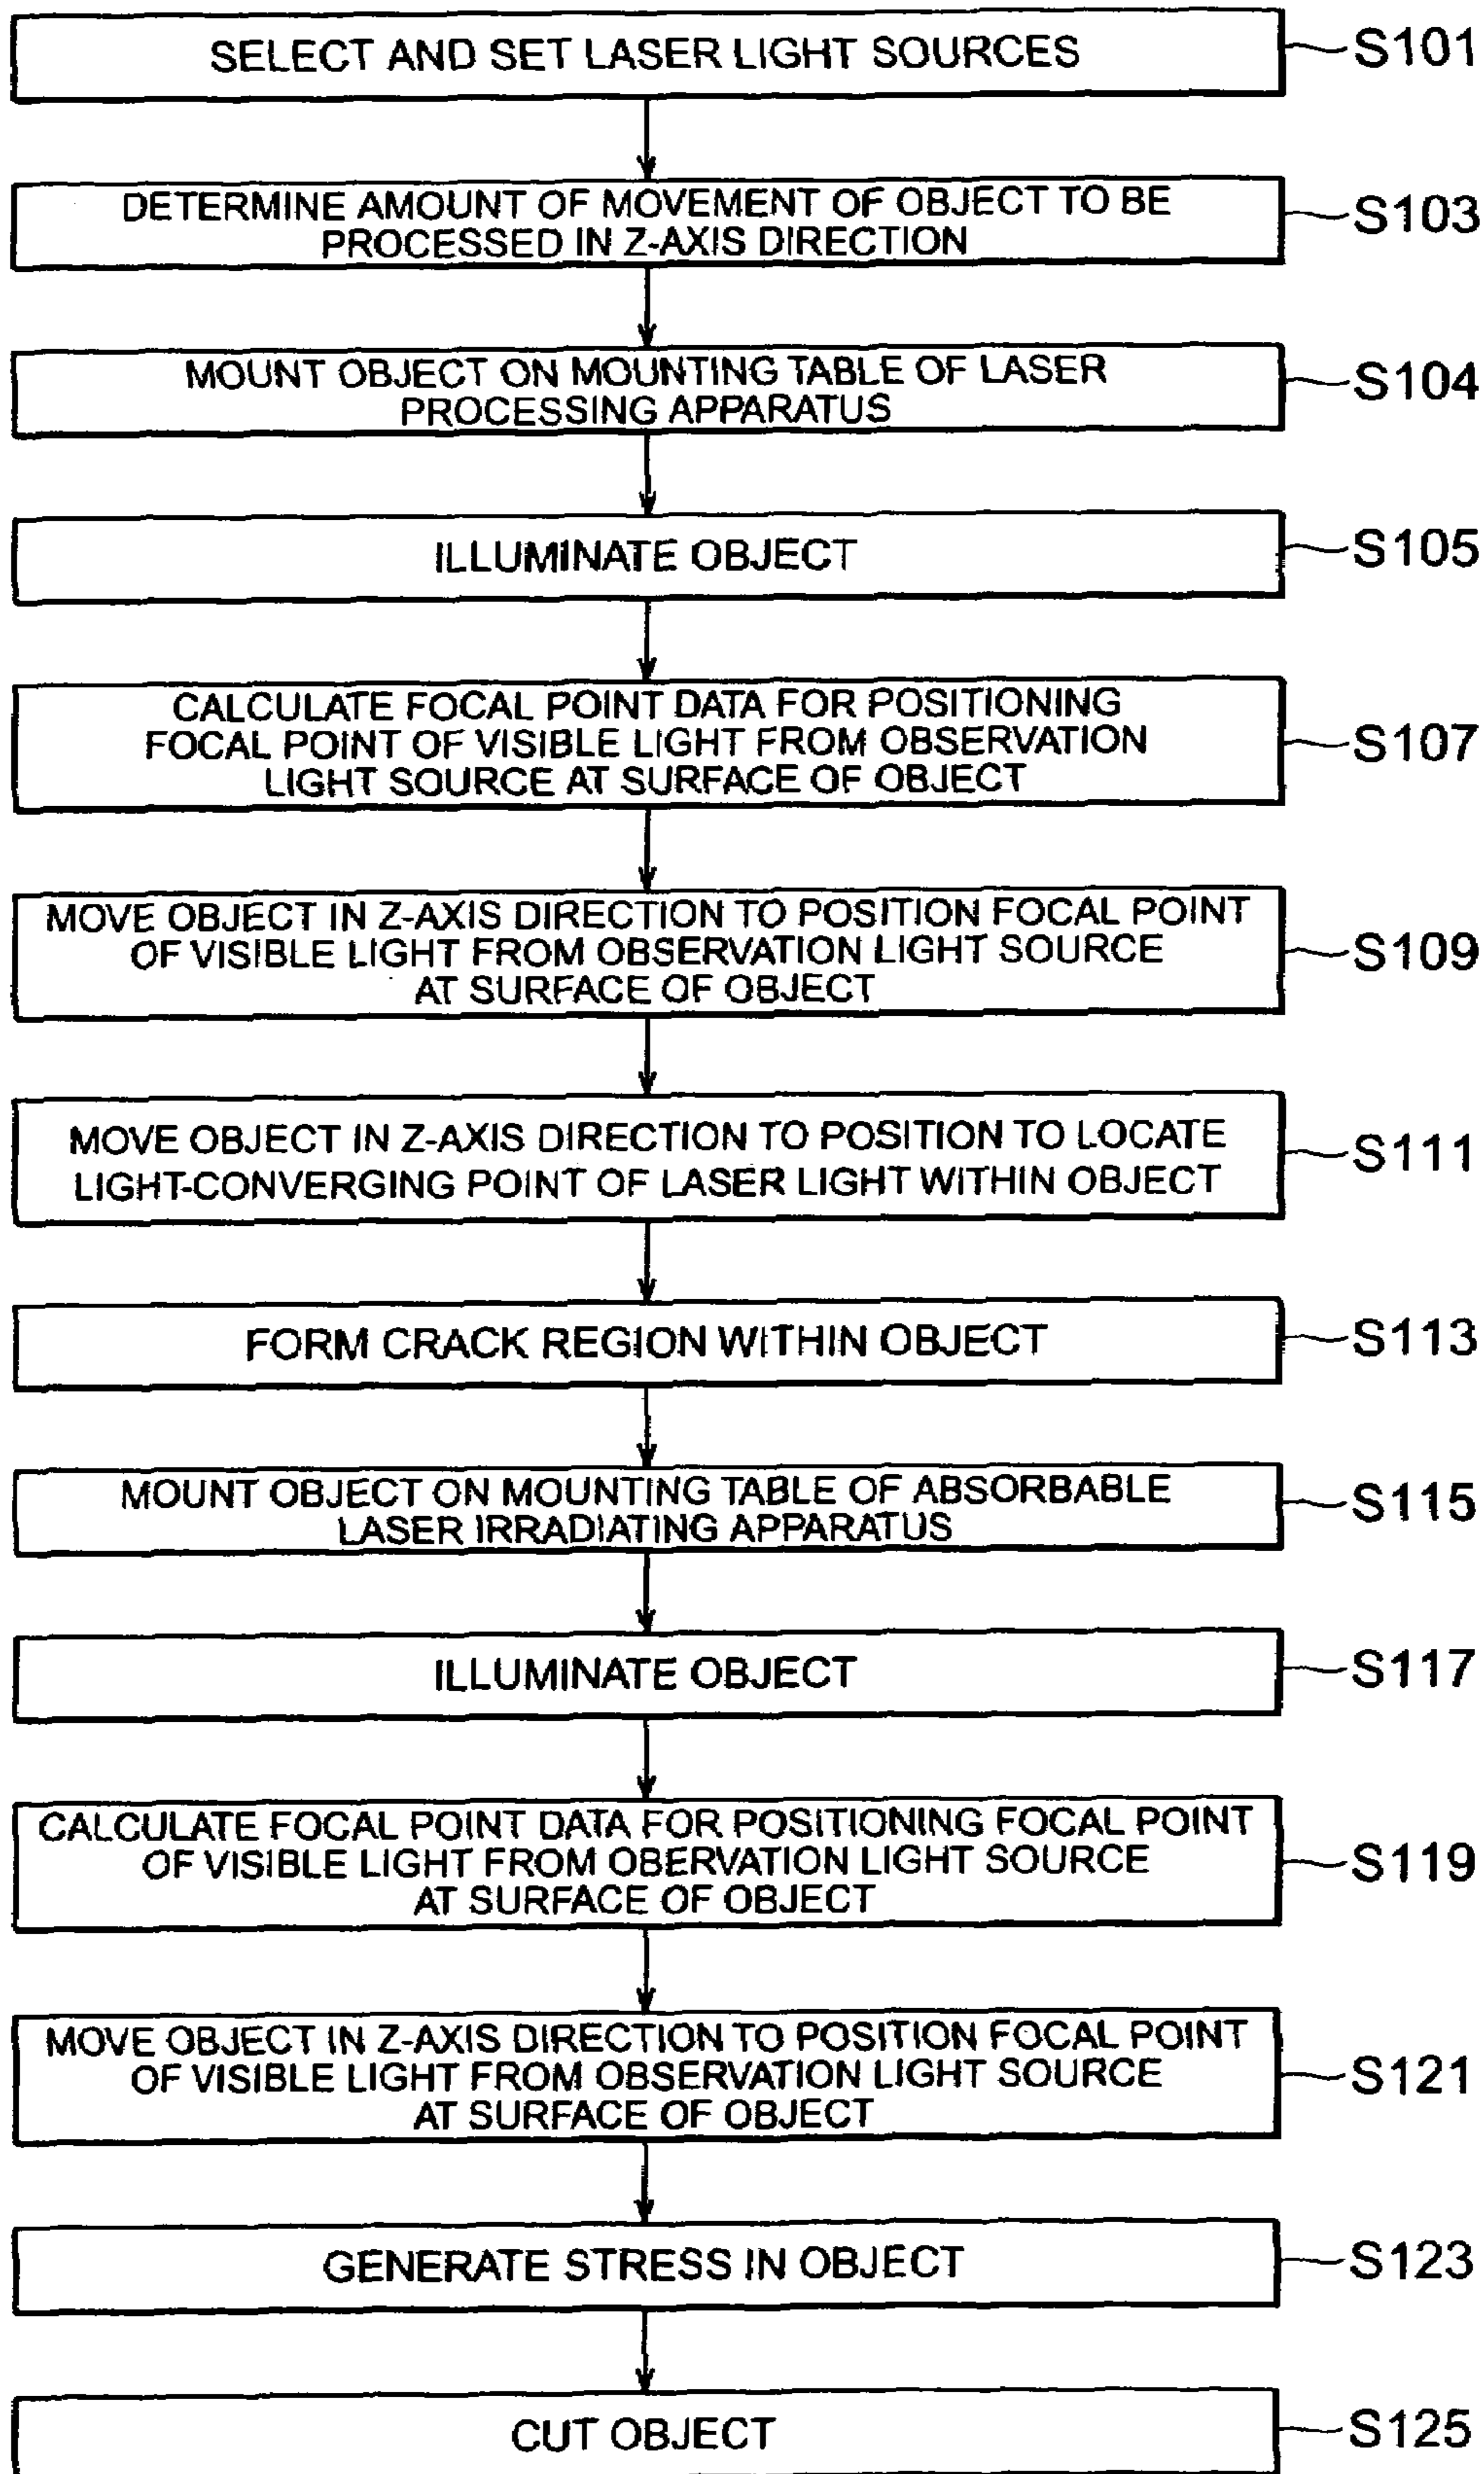 SELECT AND SET LASER LIGHT SOURCES
S101
DETERMINE AMOUNT OF MOVEMENT OF OBJECT TO BE
PROCESSED IN Z-AXIS DIRECTION
S103
MOUNT OBJECT ON MOUNTING TABLE OF LASER
PROCESSING APPARATUS
S104
ILLUMINATE OBJECT
S105
CALCULATE FOCAL POINT DATA FOR POSITIONING
FOCAL POINT OF VISIBLE LIGHT FROM OBSERVATION
LIGHT SOURCE AT SURFACE OF OBJECT
S107
MOVE OBJECT IN Z-AXIS DIRECTION TO POSITION FOCAL POINT
OF VISIBLE LIGHT FROM OBSERVATION LIGHT SOURCE
AT SURFACE OF OBJECT
S109
MOVE OBJECT IN Z-AXIS DIRECTION TO POSITION TO LOCATE
LIGHT-CONVERGING POINT OF LASER LIGHT WITHIN OBJECT
S111
FORM CRACK REGION WITHIN OBJECT
S113
MOUNT OBJECT ON MOUNTING TABLE OF ABSORBABLE
LASER IRRADIATING APPARATUS
S115
ILLUMINATE OBJECT
S117
CALCULATE FOCAL POINT DATA FOR POSITIONING FOCAL POINT
OF VISIBLE LIGHT FROM OBERVATION LIGHT SOURCE
AT SURFACE OF OBJECT
S119
MOVE OBJECT IN Z-AXIS DIRECTION TO POSITION FOCAL POINT
OF VISIBLE LIGHT FROM OBSERVATION LIGHT SOURCE
AT SURFACE OF OBJECT
S121
GENERATE STRESS IN OBJECT
S123
CUT OBJECT
S125